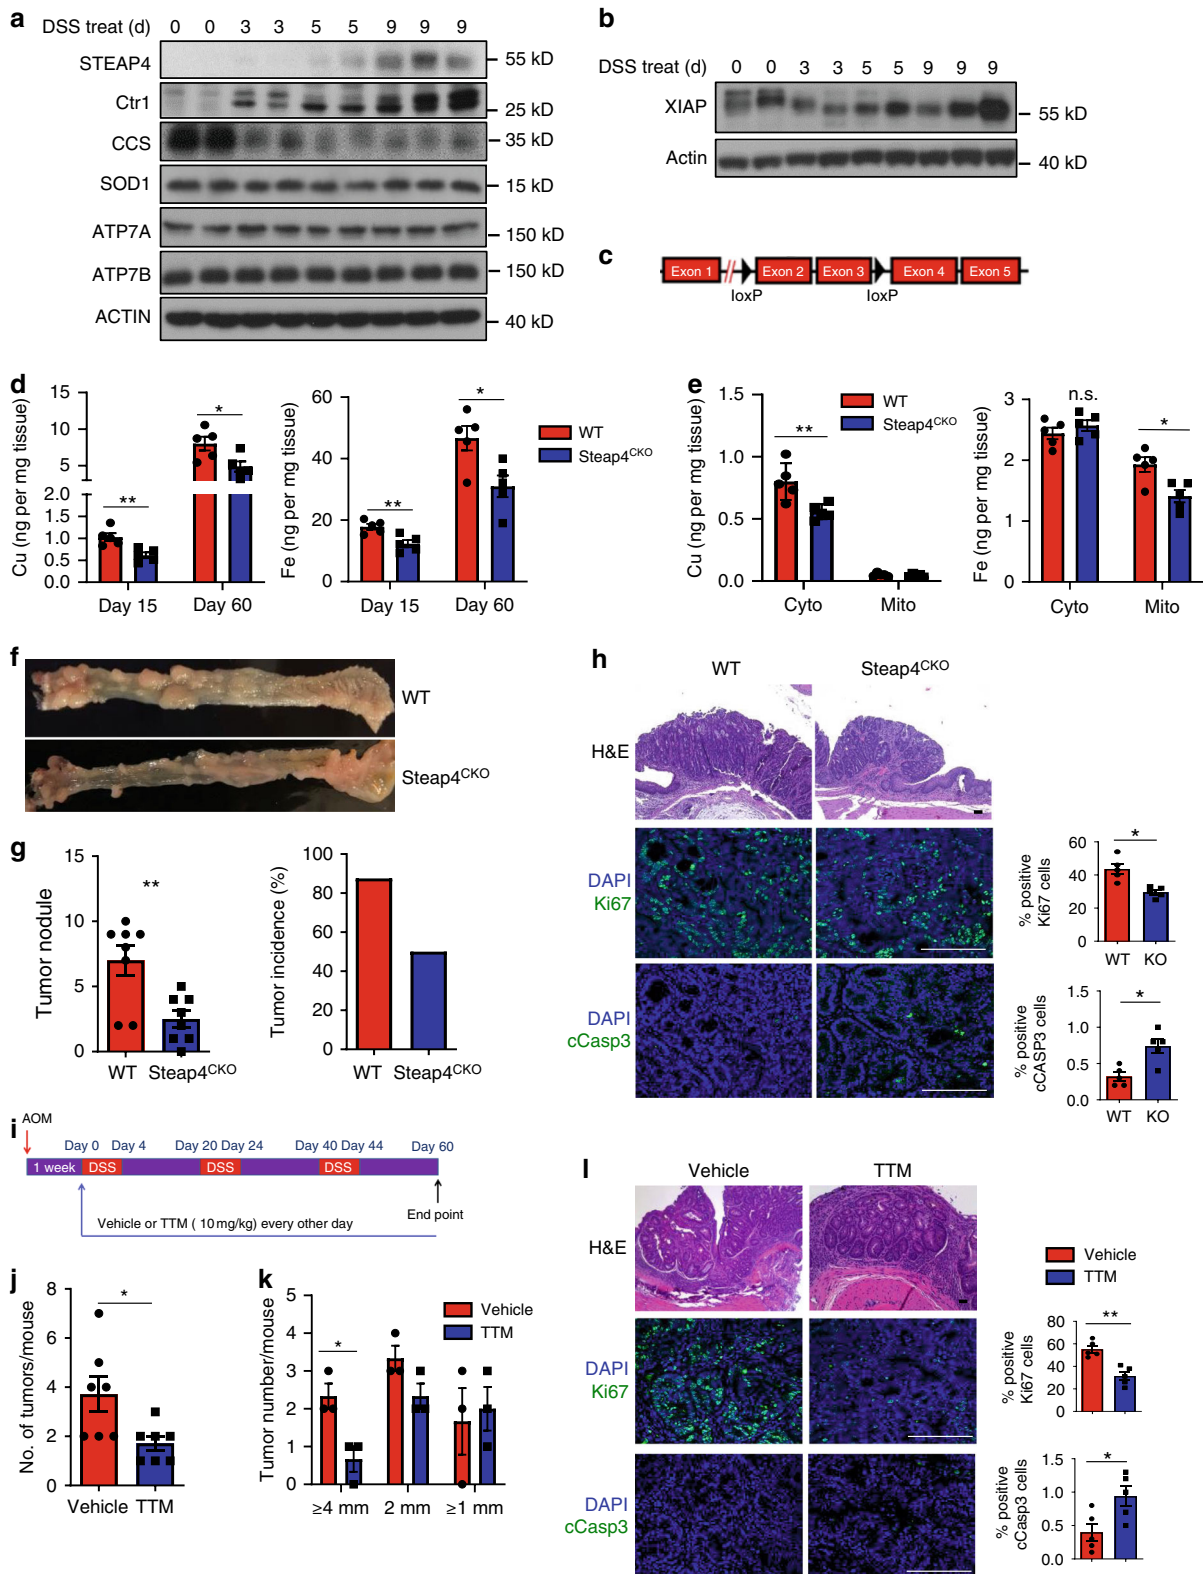 a
DSS treat (d) 0 0 3 3 5 5 9 9 9
STEAP4
55 kD
Ctr1
25 kD
CCS
35 kD
SOD1
15 kD
ATP7A
150 kD
ATP7B
150 kD
ACTIN
40 kD
b
DSS treat (d) 0 0 3 3 5 5 9 9 9
XIAP
55 kD
Actin
40 kD
c
Exon 1 Exon 2 Exon 3 Exon 4 Exon 5
loxP loxP
d
Cu (ng per mg tissue)
15
10
5
2.0
1.5
1.0
0.5
0.0
**
*
Day 15 Day 60
Fe (ng per mg tissue)
60
40
20
0
**
*
Day 15 Day 60
WT
Steap4CKO
e
Cu (ng per mg tissue)
1.5
1.0
0.5
0.0
**
Cyto Mito
WT
Steap4CKO
Fe (ng per mg tissue)
3
2
1
0
n.s.
*
Cyto Mito
f
WT
Steap4CKO
g
Tumor nodule
15
10
5
0
**
WT Steap4CKO
Tumor incidence (%)
100
80
60
40
20
0
WT Steap4CKO
h
WT Steap4CKO
H&E
DAPI
Ki67
DAPI
cCasp3
% positive
Ki67 cells
60
40
20
0
*
WT KO
% positive
cCASP3 cells
1.5
1.0
0.5
0.0
*
WT KO
i
AOM
Day 0 Day 4 Day 20 Day 24 Day 40 Day 44 Day 60
1 week DSS DSS DSS
Vehicle or TTM ( 10 mg/kg) every other day
End point
j
No. of tumors/mouse
8
6
4
2
0
*
Vehicle TTM
k
Tumor number/mouse
5
4
3
2
1
0
*
Vehicle
TTM
≥4 mm 2 mm ≥1 mm
l
Vehicle TTM
H&E
DAPI
Ki67
DAPI
cCasp3
Vehicle
TTM
% positive
Ki67 cells
80
60
40
20
0
**
% positive
cCasp3 cells
1.5
1.0
0.5
0.0
*